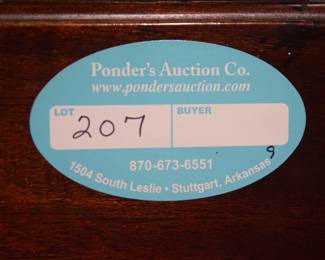 Ponder's Auction Co.
www.pondersauction.com
LOT
BUYER
207
870-673-6551
9
1504 South Leslie • Stuttgart, Arkansas